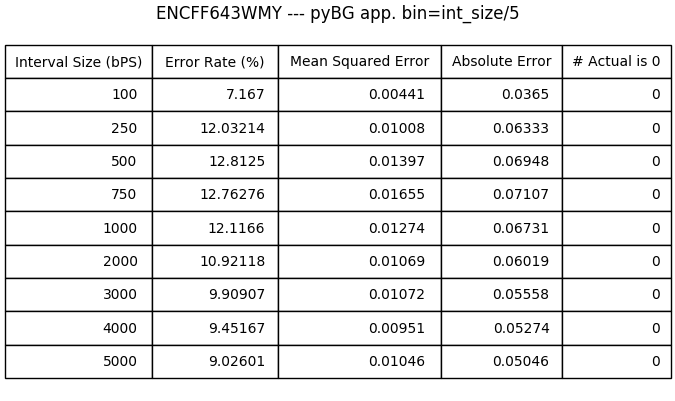 ENCFF643WMY --- pyBG app. bin=int_size/5
Interval Size (bPS) Error Rate (%) Mean Squared Error Absolute Error # Actual is 0
100 7.167 0.00441 0.0365 0
250 12.03214 0.01008 0.06333 0
500 12.8125 0.01397 0.06948 0
750 12.76276 0.01655 0.07107 0
1000 12.1166 0.01274 0.06731 0
2000 10.92118 0.01069 0.06019 0
3000 9.90907 0.01072 0.05558 0
4000 9.45167 0.00951 0.05274 0
5000 9.02601 0.01046 0.05046 0